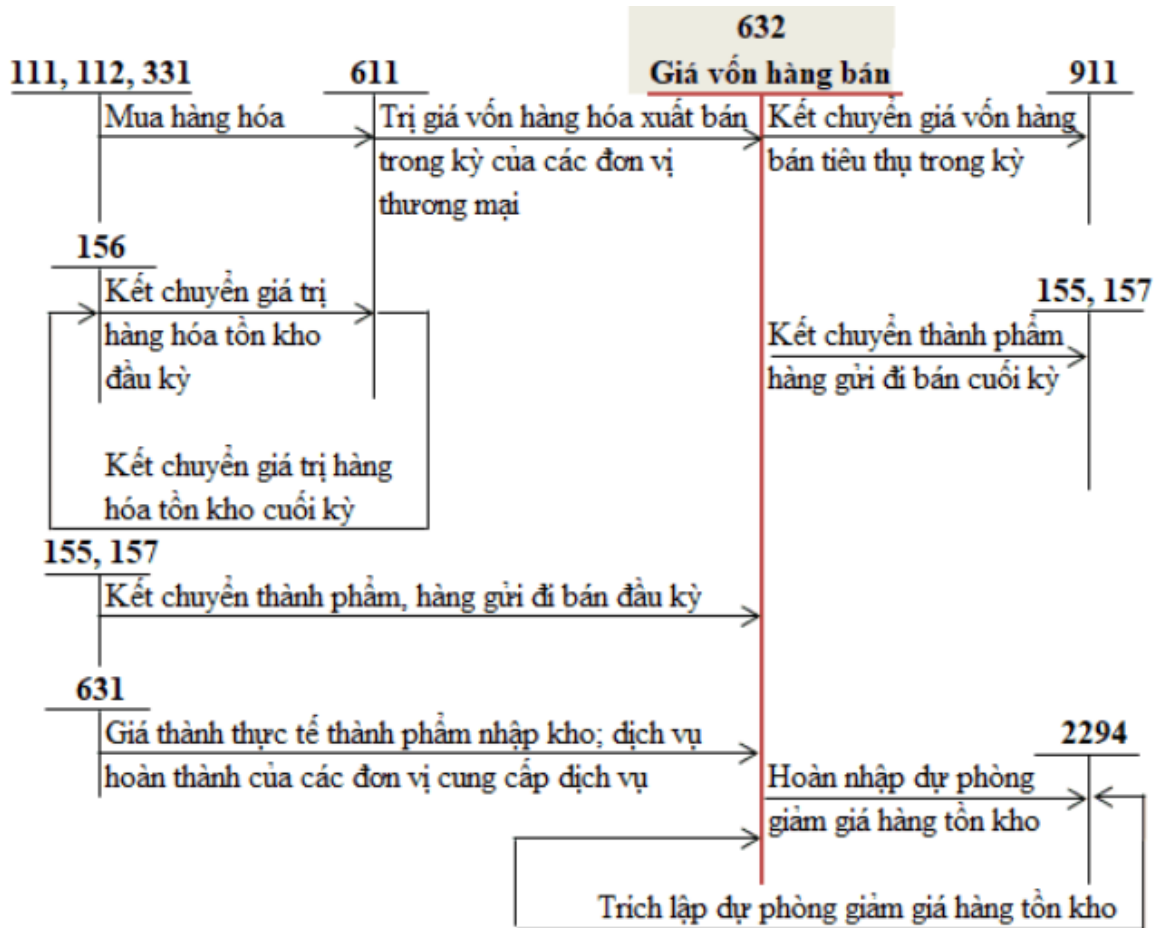 632
111, 112, 331
611
Giá vốn hàng bán
911
Mua hàng hóa
Trị giá vốn hàng hóa xuất bán
trong kỳ của các đơn vị
thương mại
Kết chuyển giá vốn hàng
bán tiêu thụ trong kỳ
156
Kết chuyển giá trị
hàng hóa tồn kho
đầu kỳ
155, 157
Kết chuyển thành phẩm
hàng gửi đi bán cuối kỳ
Kết chuyển giá trị hàng
hóa tồn kho cuối kỳ
155, 157
Kết chuyển thành phẩm, hàng gửi đi bán đầu kỳ
631
Giá thành thực tế thành phẩm nhập kho; dịch vụ
hoàn thành của các đơn vị cung cấp dịch vụ
2294
Hoàn nhập dự phòng
giảm giá hàng tồn kho
Trích lập dự phòng giảm giá hàng tồn kho